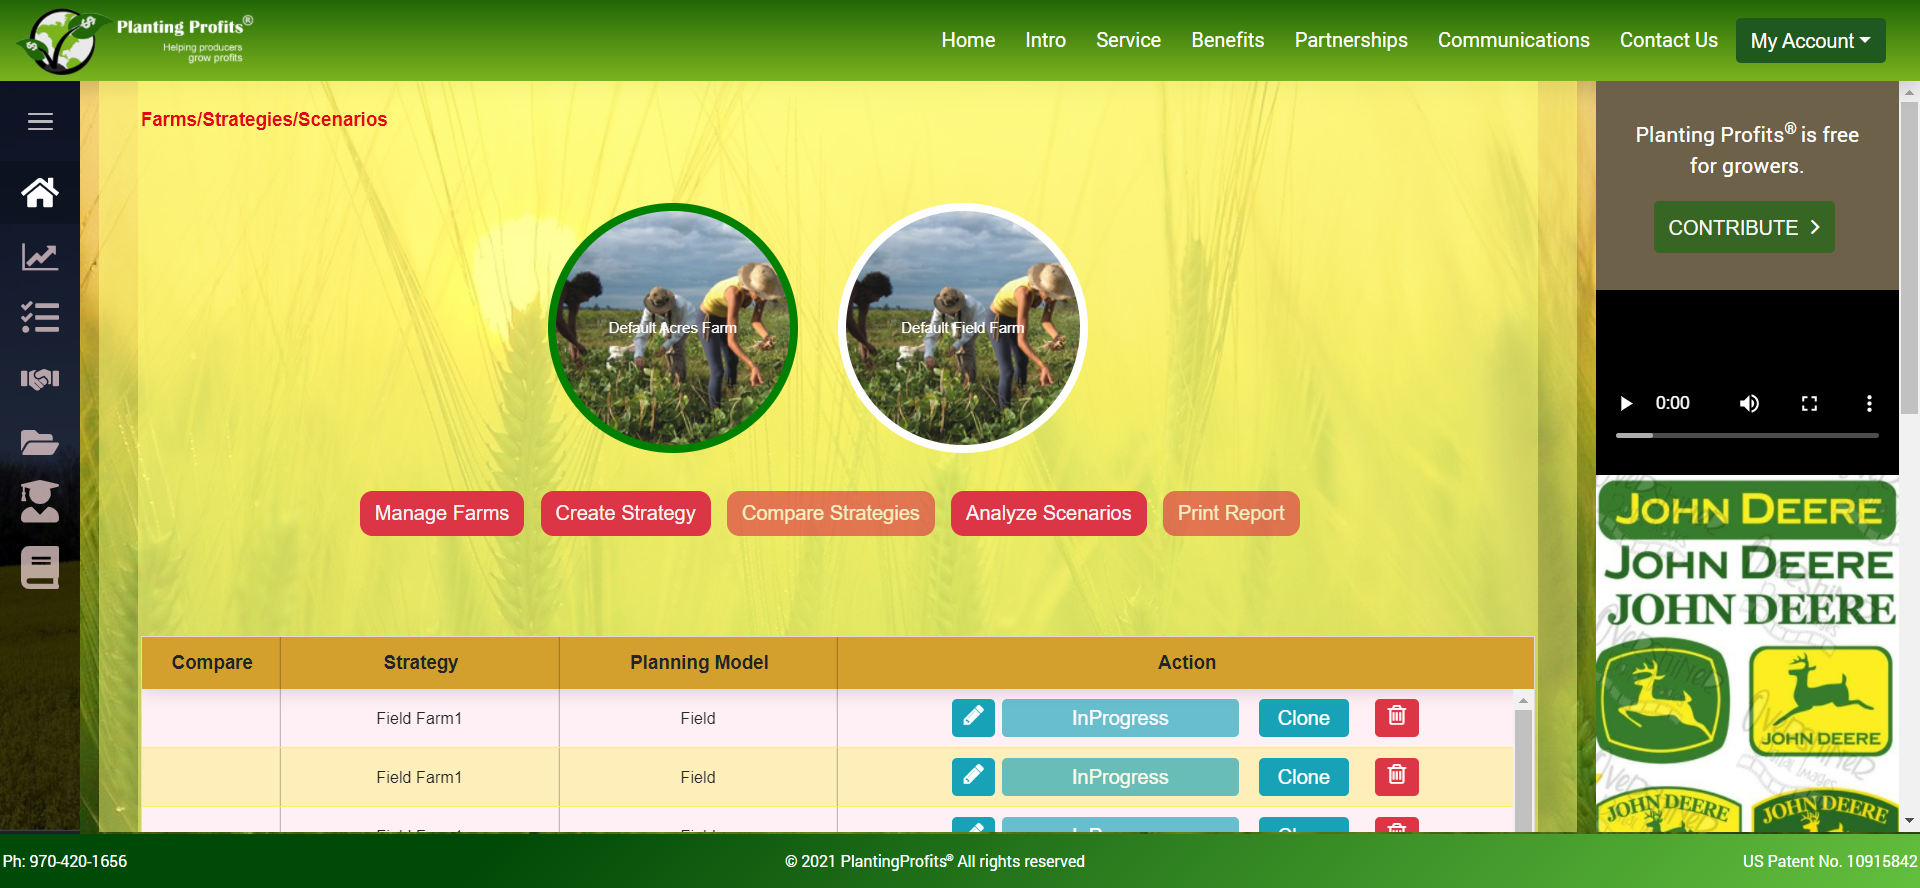 Planting Profits®
Helping producers
grow profits
Home Intro Service Benefits Partnerships Communications Contact Us My Account
Farms/Strategies/Scenarios
Default Acres Farm
Default Field Farm
Manage Farms Create Strategy Compare Strategies Analyze Scenarios Print Report
Compare Strategy Planning Model Action
Field Farm1 Field InProgress Clone
Field Farm1 Field InProgress Clone
Planting Profits® is free
for growers.
CONTRIBUTE
0:00
JOHN DEERE
JOHN DEERE
JOHN DEERE
JOHN DEERE
JOHN DEERE
JOHN DEERE
Ph: 970-420-1656
© 2021 PlantingProfits® All rights reserved
US Patent No. 10915842